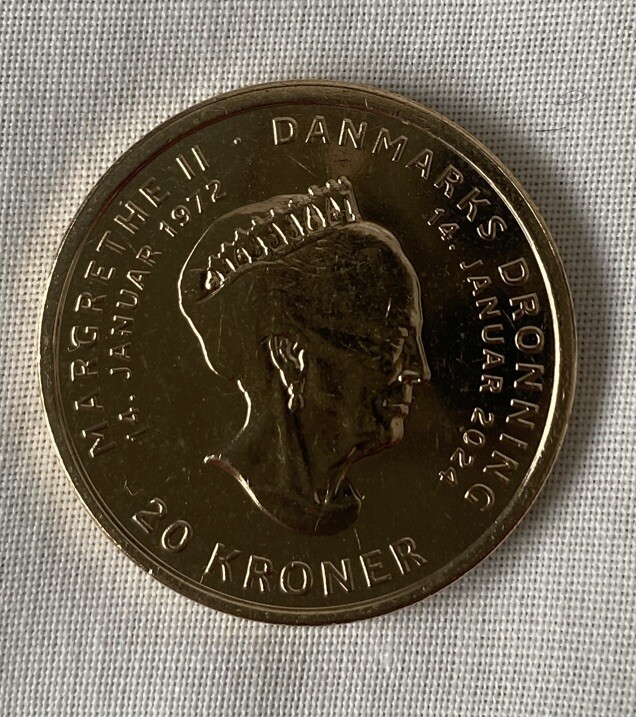 MARGRETHE II · DANMARKS DRONNING
14. JANUAR 1972
14. JANUAR 2024
20 KRONER